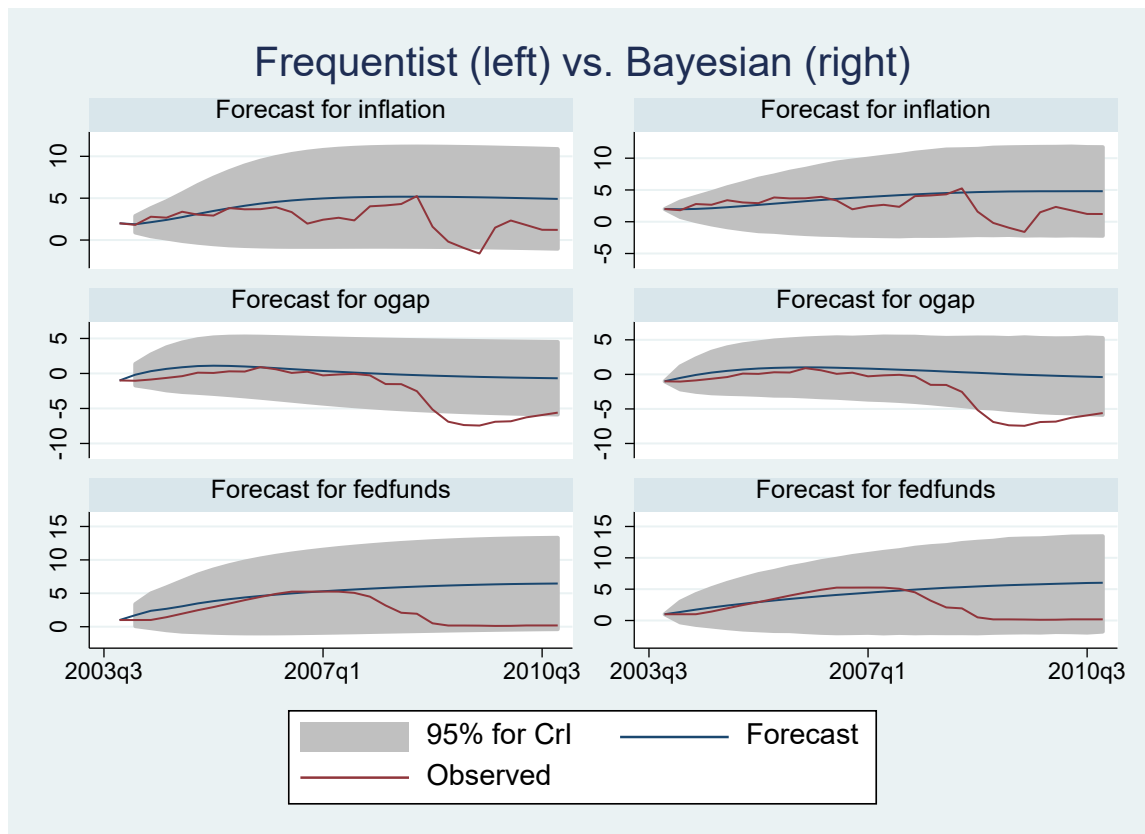 Frequentist (left) vs. Bayesian (right)
Forecast for inflation
10
5
0
Forecast for inflation
10
5
0
-5
Forecast for ogap
5
0
-5
-10
Forecast for ogap
5
0
-5
-10
Forecast for fedfunds
15
10
5
0
2003q3 2007q1 2010q3
Forecast for fedfunds
15
10
5
0
2003q3 2007q1 2010q3
95% for CrI Forecast
Observed